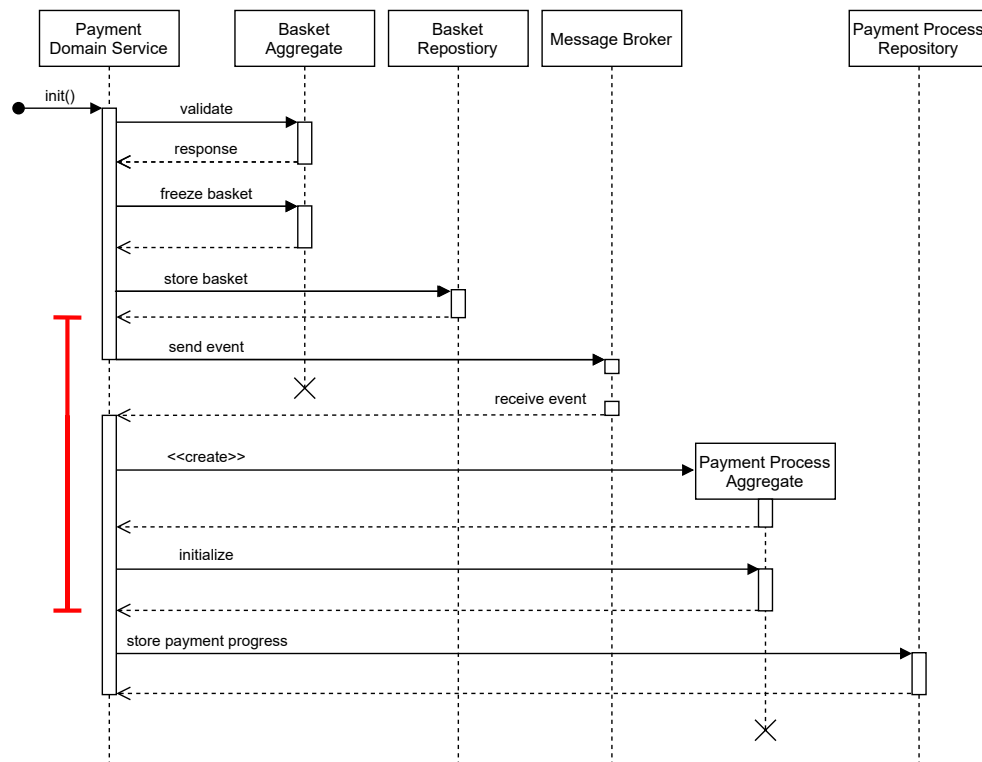 Payment
Domain Service
Basket
Aggregate
Basket
Repostiory
Message Broker
Payment Process
Repository
init()
validate
response
freeze basket
store basket
send event
receive event
<<create>>
Payment Process
Aggregate
initialize
store payment progress